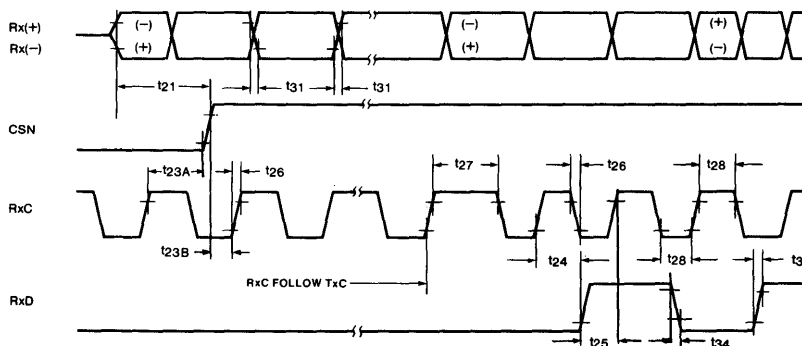 Rx(+) (-) (-) (+)
Rx(-) (+) (+) (-)
t21 t31 t31
CSN
t23A t26 t27 t26 t28
RxC
t23B t24 t28 t3
RxC FOLLOW TxC
RxD
t25 t34